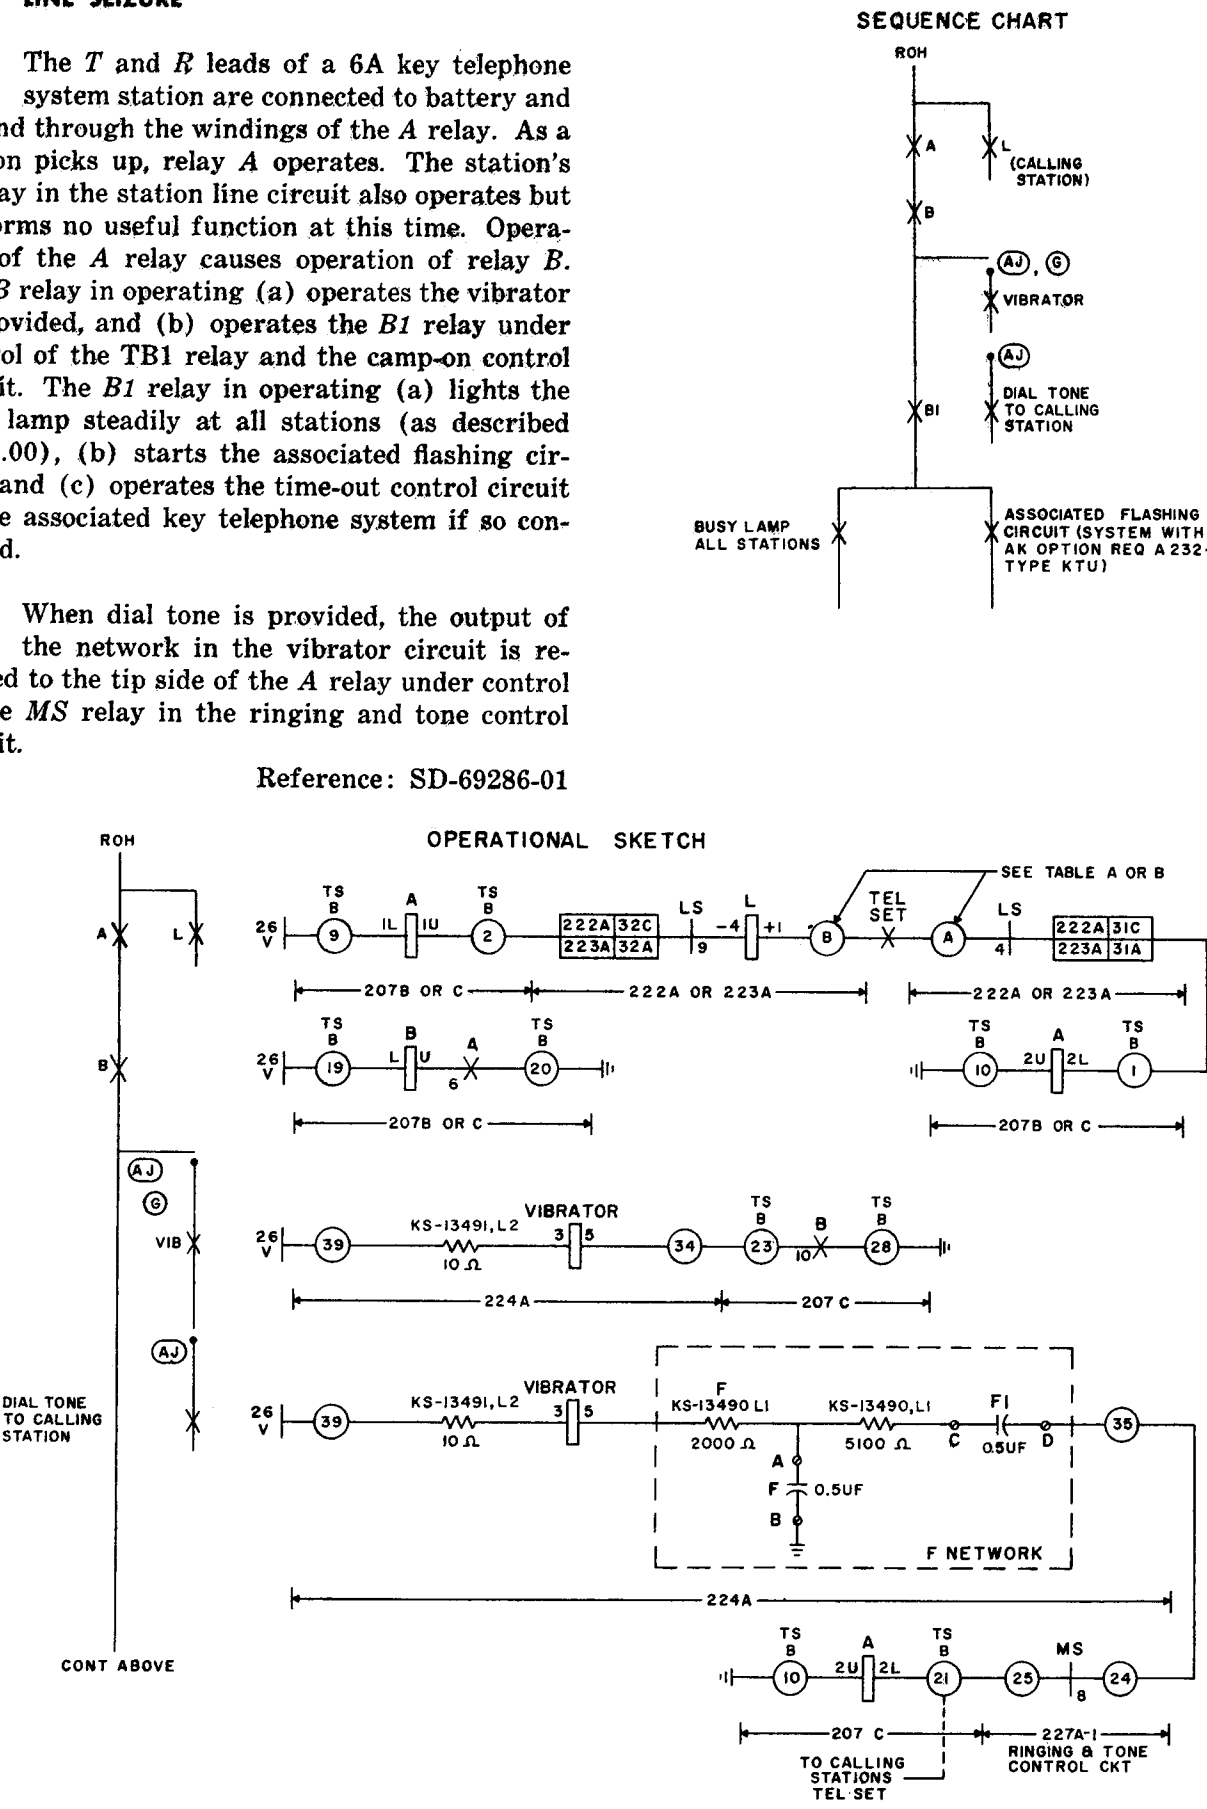 LINE SEIZURE
The T and R leads of a 6A key telephone
system station are connected to battery and
through the windings of the A relay. As a
picks up, relay A operates. The station's
in the station line circuit also operates but
no useful function at this time. Opera-
of the A relay causes operation of relay B.
relay in operating (a) operates the vibrator
and (b) operates the B1 relay under
of the TB1 relay and the camp-on control
The B1 relay in operating (a) lights the
lamp steadily at all stations (as described
.00), (b) starts the associated flashing cir-
and (c) operates the time-out control circuit
associated key telephone system if so con-
d.
When dial tone is provided, the output of
the network in the vibrator circuit is re-
ed to the tip side of the A relay under control
MS relay in the ringing and tone control
it.
Reference: SD-69286-01
SEQUENCE CHART
ROH
A
L
(CALLING
STATION)
B
AJ, G
VIBRATOR
AJ
DIAL TONE
TO CALLING
STATION
B1
BUSY LAMP
ALL STATIONS
ASSOCIATED FLASHING
CIRCUIT (SYSTEM WITH
AK OPTION REQ A 232-
TYPE KTU)
OPERATIONAL SKETCH
ROH
A
L
B
AJ
G
VIB
AJ
DIAL TONE
TO CALLING
STATION
CONT ABOVE
SEE TABLE A OR B
26 V TS B 9 1L A 1U TS B 2 222A 32C 223A 32A LS 9 -4 L +1 B TEL SET A LS 4 222A 31C 223A 31A
207B OR C 222A OR 223A 222A OR 223A
26 V TS B 19 L B U A 6 TS B 20
TS B 10 2U A 2L TS B 1
207B OR C 207B OR C
26 V 39 KS-13491, L2 10 Ω VIBRATOR 3 5 34 TS B 23 B 10 TS B 28
224A 207 C
26 V 39 KS-13491, L2 10 Ω VIBRATOR 3 5 F KS-13490 L1 2000 Ω KS-13490, L1 5100 Ω C F1 0.5UF D 35
A
F 0.5UF
B
F NETWORK
224A
TS B 10 2U A 2L TS B 21 25 MS 8 24
207 C 227A-1
RINGING & TONE
CONTROL CKT
TO CALLING
STATIONS
TEL SET